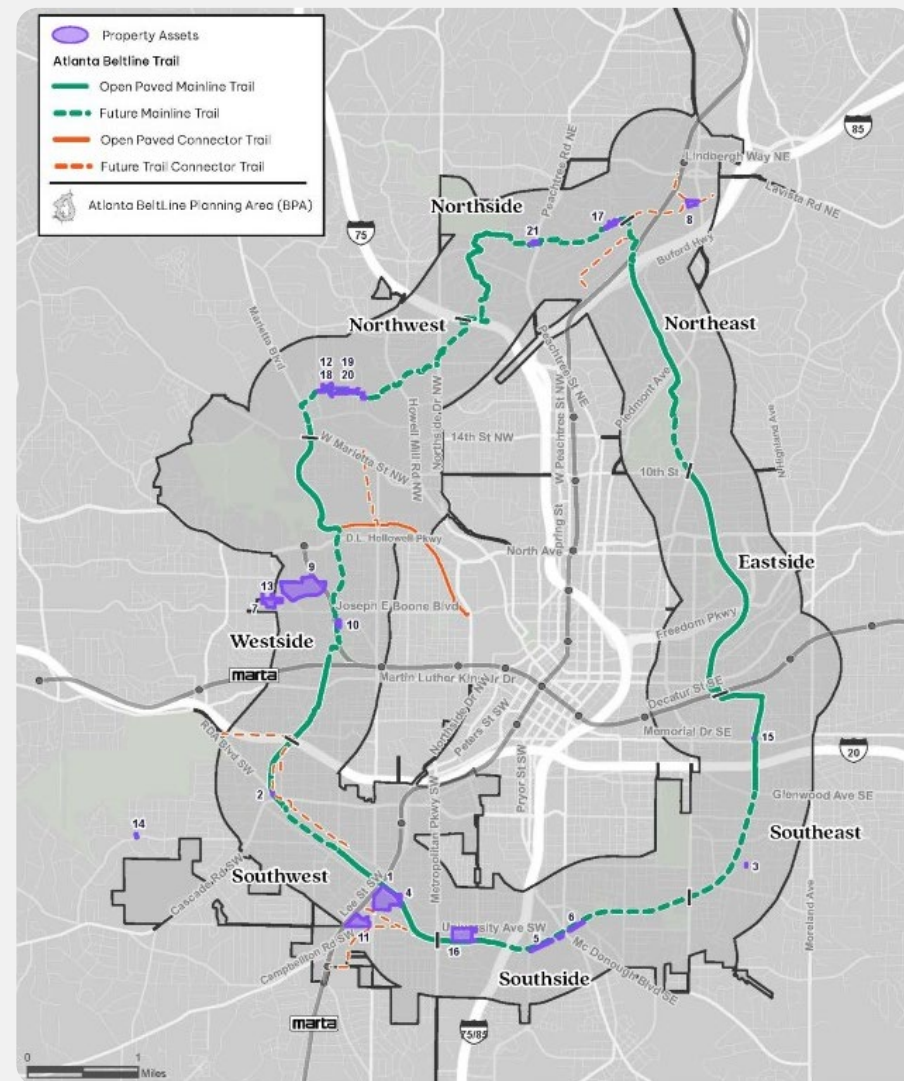 Property Assets
Atlanta Beltline Trail
Open Paved Mainline Trail
Future Mainline Trail
Open Paved Connector Trail
Future Trail Connector Trail
Atlanta BeltLine Planning Area (BPA)
85
Lindbergh Way NE
Lavista Rd NE
Peachtree Rd NE
Northside
17
8
21
75
Buford Hwy
Northeast
Northwest
Marietta Blvd
Peachtree St NE
12 19
18 20
Northside Dr NW
Howell Mill Rd NW
W Peachtree St NW
Piedmont Ave
14th St NW
W Marietta St NW
10th St
N Highland Ave
Spring St
D.L. Hollowell Pkwy
North Ave
Eastside
9
13
7
Joseph E Boone Blvd
10
Freedom Pkwy
Westside
marta
Martin Luther King Jr Dr
Northside Dr NW
Peters St SW
Decatur St SE
Memorial Dr SE
15
RDA Blvd SW
20
Pryor St SW
Metropolitan Pkwy SW
2
Glenwood Ave SE
14
Southeast
3
Southwest
Cascade Rd SW
Lee St SW
1
4
Moreland Ave
11
University Ave SW
6
16
5
Campbellton Rd SW
Mc Donough Blvd SE
Southside
marta
75/85
0 1
Miles